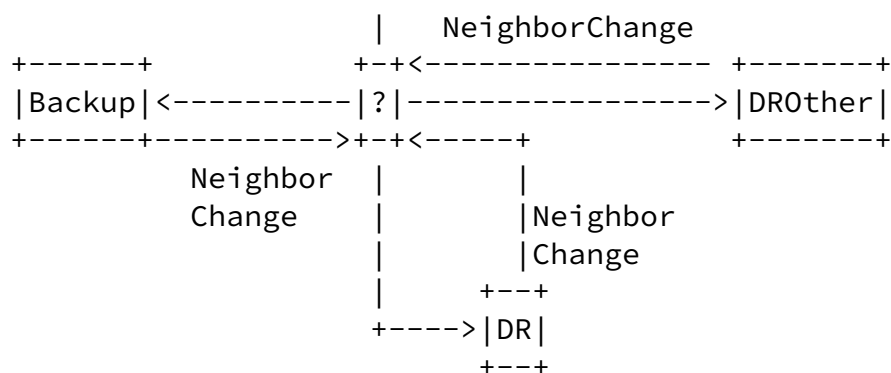 NeighborChange
Backup ? DROther
Neighbor
Change
Neighbor
Change
DR